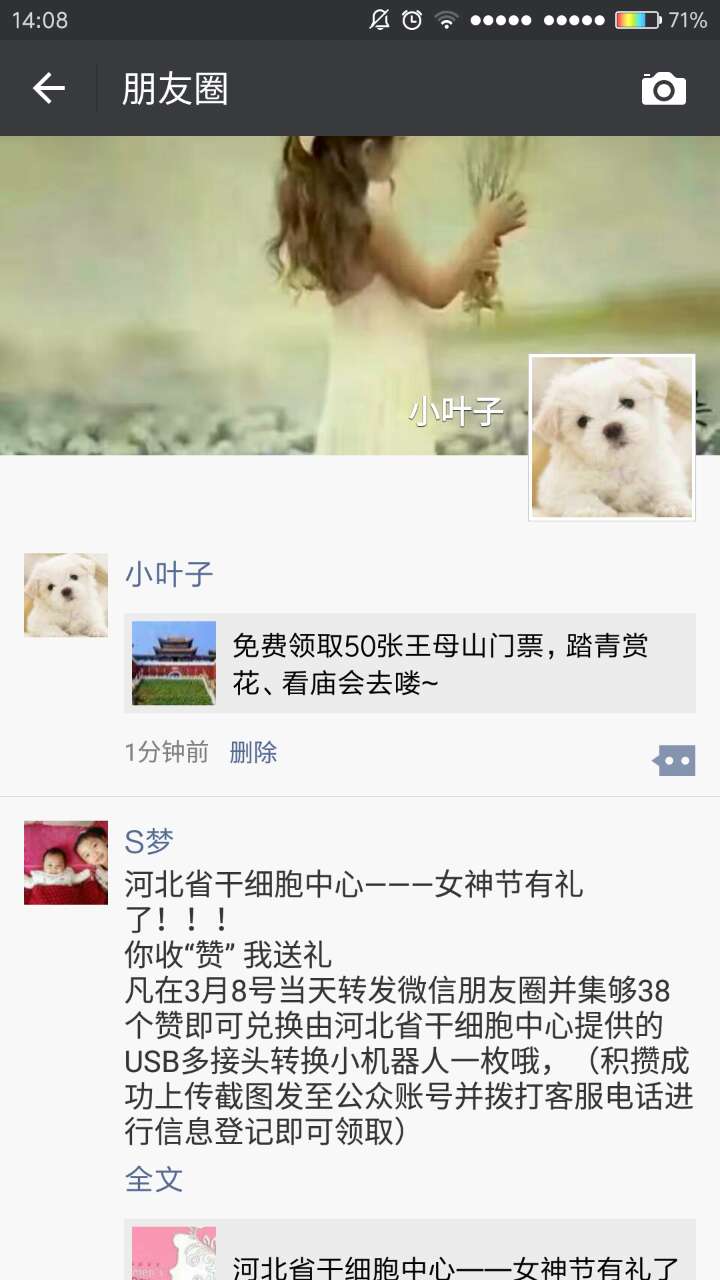 14:08
71%
朋友圈
小叶子
小叶子
免费领取50张王母山门票，踏青赏
花、看庙会去喽~
1分钟前 删除
S梦
河北省干细胞中心———女神节有礼
了！！！
你收“赞” 我送礼
凡在3月8号当天转发微信朋友圈并集够38
个赞即可兑换由河北省干细胞中心提供的
USB多接头转换小机器人一枚哦，（积攒成
功上传截图发至公众账号并拨打客服电话进
行信息登记即可领取）
全文
河北省干细胞中心———女神节有礼了